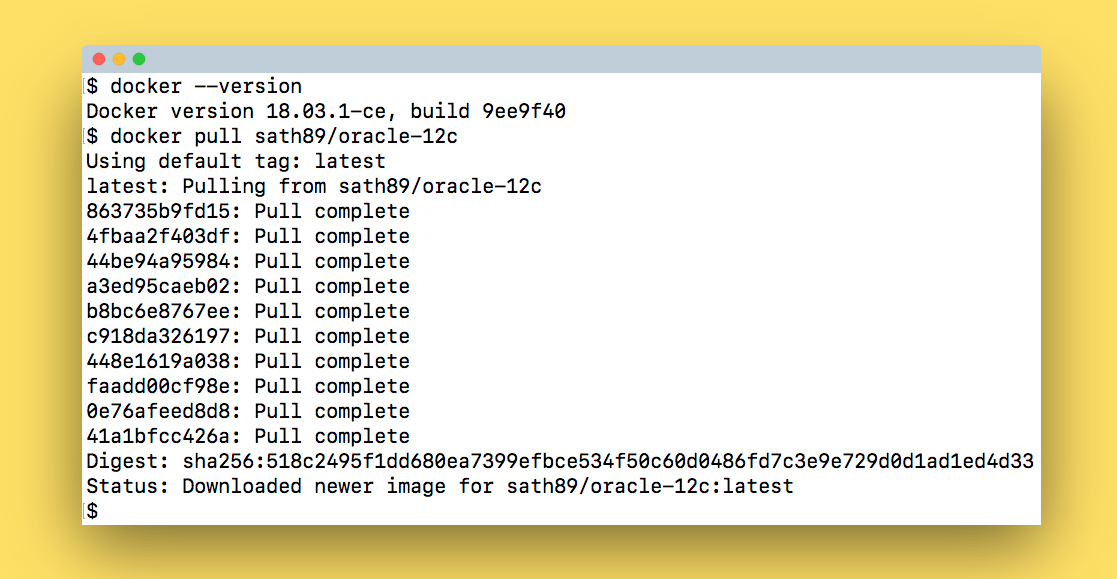 $ docker --version
Docker version 18.03.1-ce, build 9ee9f40
$ docker pull sath89/oracle-12c
Using default tag: latest
latest: Pulling from sath89/oracle-12c
863735b9fd15: Pull complete
4fbaa2f403df: Pull complete
44be94a95984: Pull complete
a3ed95caeb02: Pull complete
b8bc6e8767ee: Pull complete
c918da326197: Pull complete
448e1619a038: Pull complete
faadd00cf98e: Pull complete
0e76afeed8d8: Pull complete
41a1bfcc426a: Pull complete
Digest: sha256:518c2495f1dd680ea7399efbce534f50c60d0486fd7c3e9e729d0d1ad1ed4d33
Status: Downloaded newer image for sath89/oracle-12c:latest
$